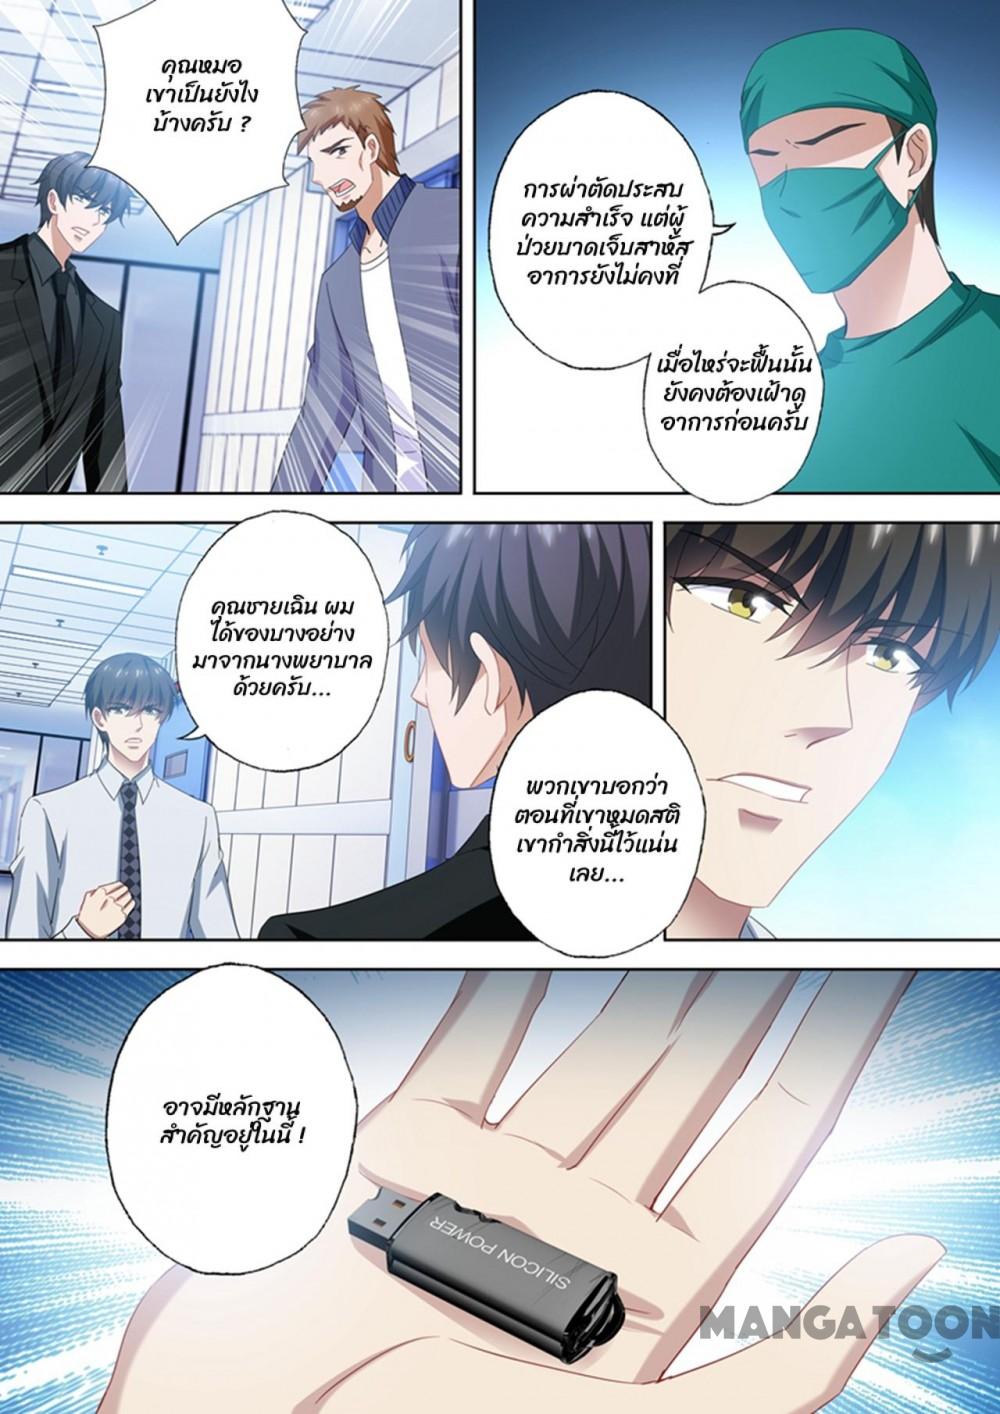 คุณหมอ
เขาเป็นยังไง
บ้างครับ ?
การผ่าตัดประสบ
ความสำเร็จ แต่ผู้
ป่วยบาดเจ็บสาหัส
อาการยังไม่คงที่
เมื่อไหร่จะฟื้นนั้น
ยังคงต้องเฝ้าดู
อาการก่อนครับ
คุณชายเฉิน ผม
ได้ของบางอย่าง
มาจากนางพยาบาล
ด้วยครับ...
พวกเขาบอกว่า
ตอนที่เขาหมดสติ
เขากำสิ่งนี้ไว้แน่น
เลย...
อาจมีหลักฐาน
สำคัญอยู่ในนี้ !
SILICON POWER
MANGATOON